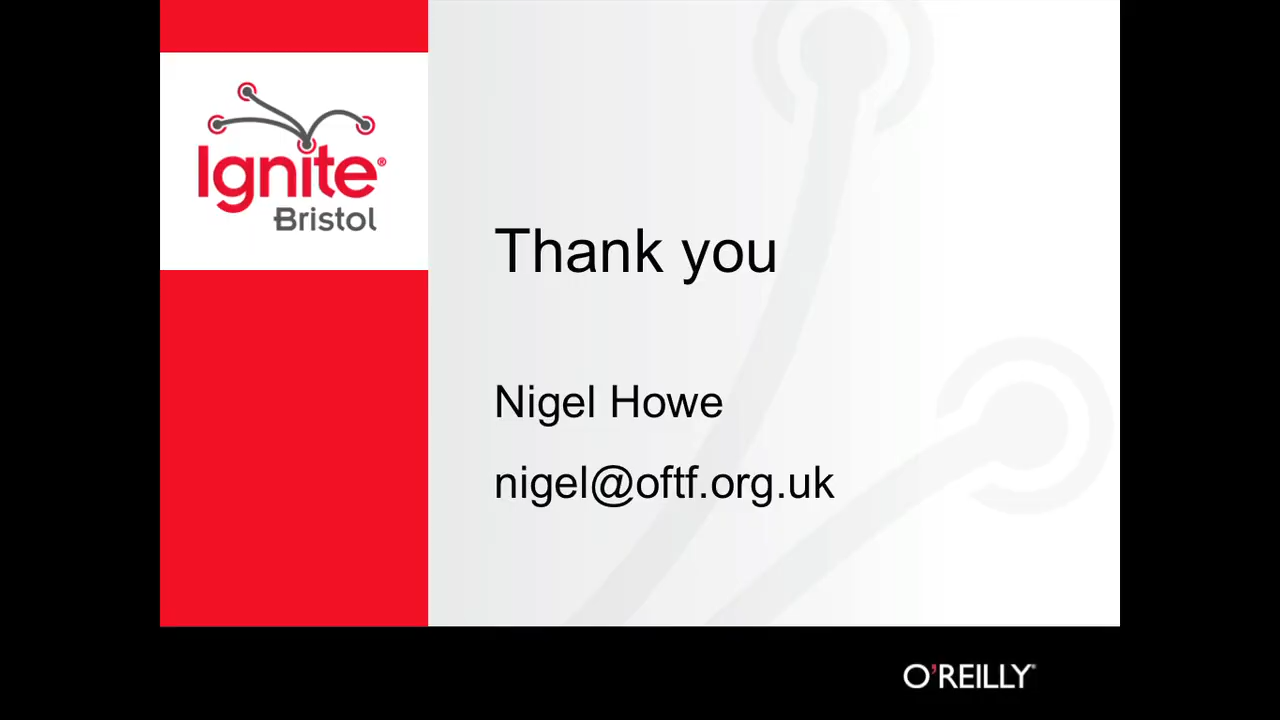 Ignite®
Bristol
Thank you
Nigel Howe
nigel@oftf.org.uk
O'REILLY®